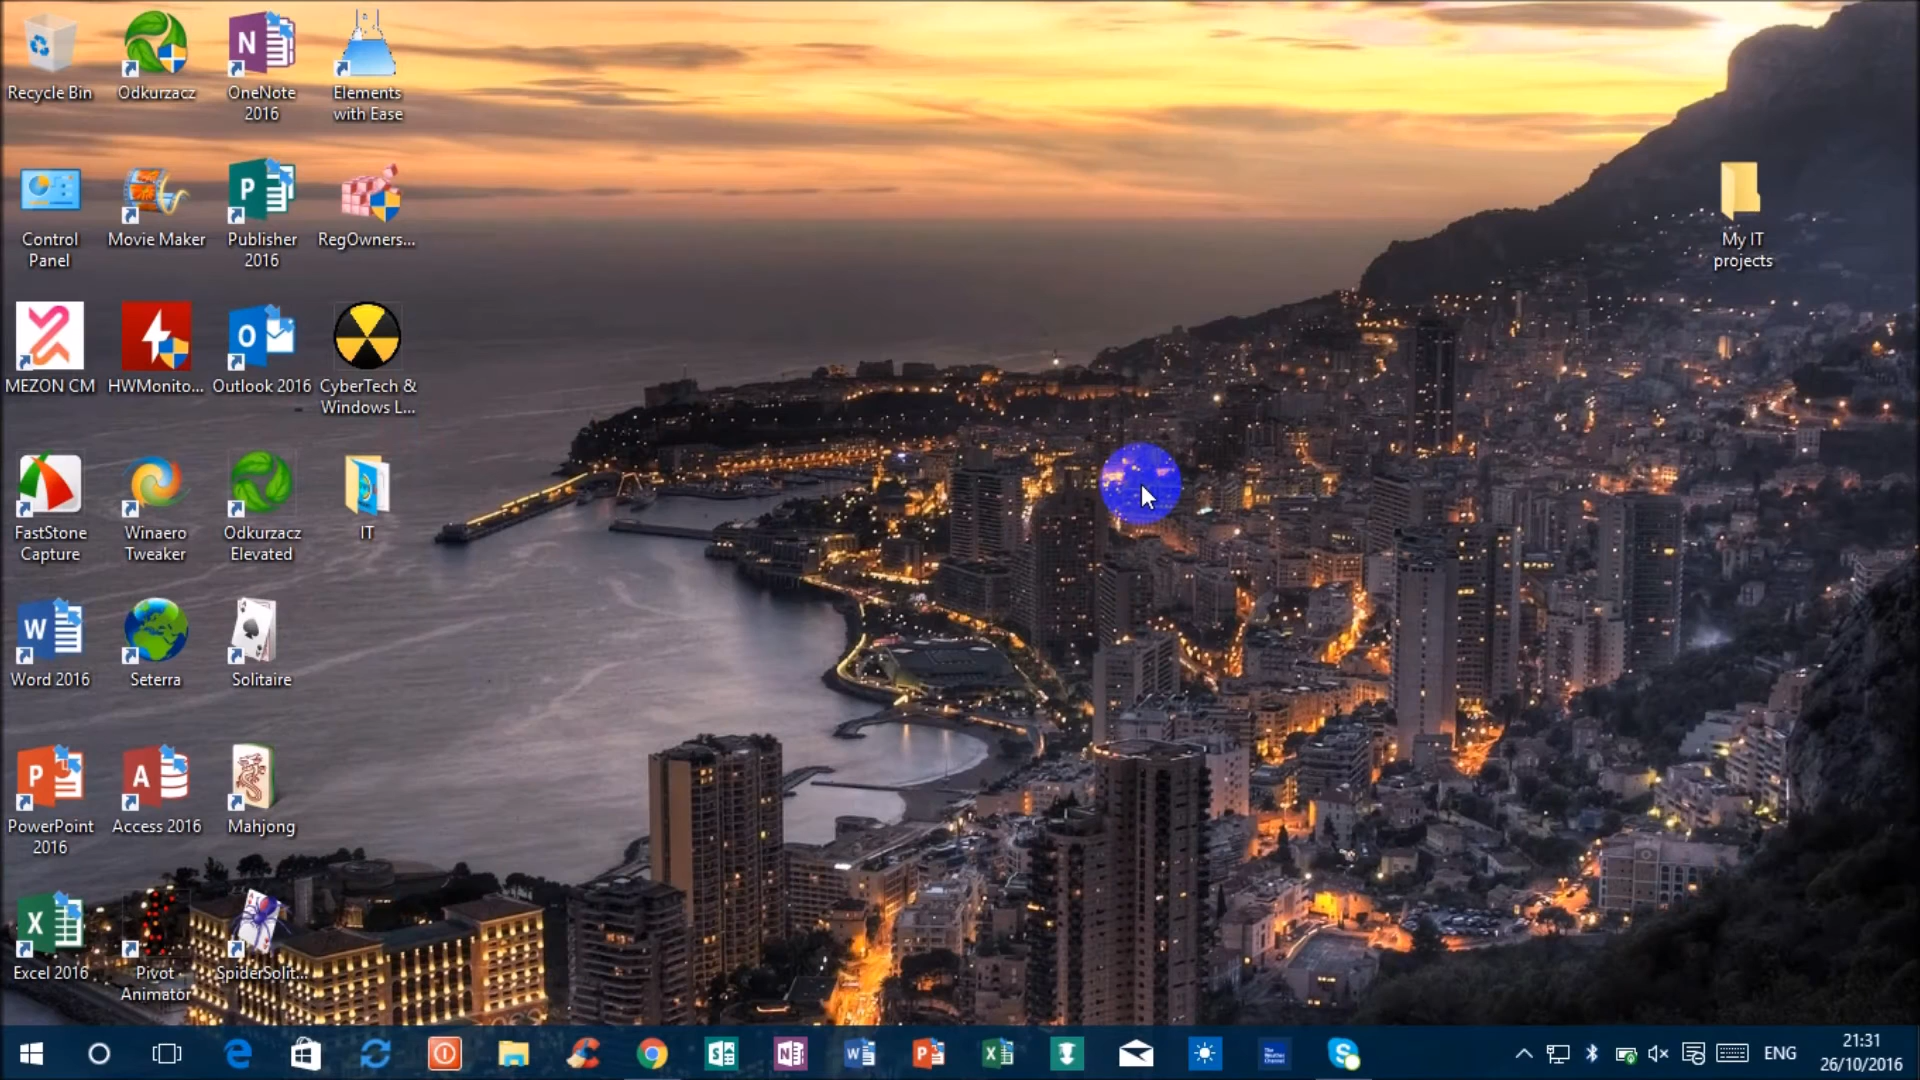 Recycle Bin
Odkurzacz
OneNote
2016
Elements
with Ease
Control
Panel
Movie Maker
Publisher
2016
RegOwners...
My IT
projects
MEZON CM
HWMonito...
Outlook 2016
CyberTech &
Windows L...
FastStone
Capture
Winaero
Tweaker
Odkurzacz
Elevated
IT
Word 2016
Seterra
Solitaire
PowerPoint
2016
Access 2016
Mahjong
Excel 2016
Pivot
Animator
SpiderSolit...
ENG
21:31
26/10/2016